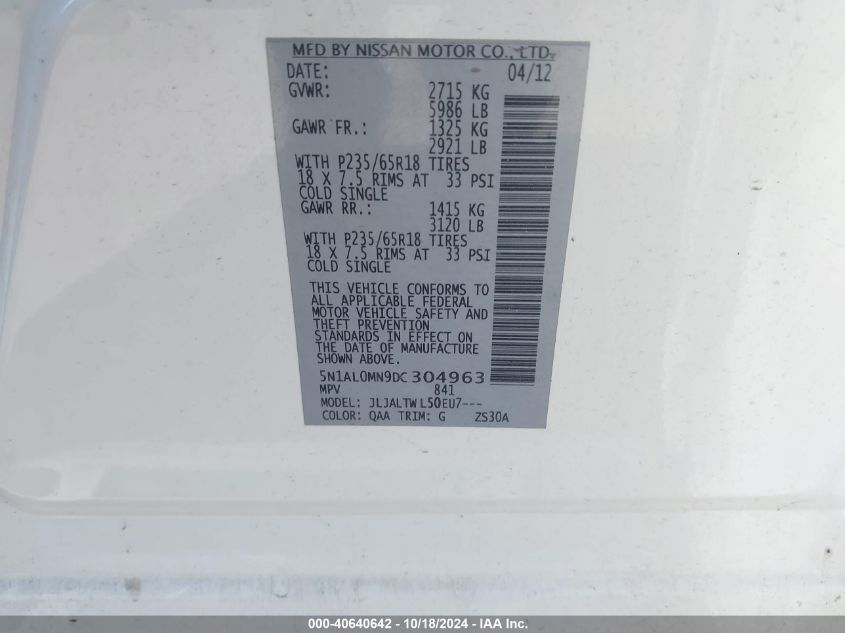 MFD BY NISSAN MOTOR CO., LTD.
DATE: 04/12
GVWR: 2715 KG
5986 LB
GAWR FR.: 1325 KG
2921 LB
WITH P235/65R18 TIRES
18 X 7.5 RIMS AT 33 PSI
COLD SINGLE
GAWR RR.: 1415 KG
3120 LB
WITH P235/65R18 TIRES
18 X 7.5 RIMS AT 33 PSI
COLD SINGLE
THIS VEHICLE CONFORMS TO
ALL APPLICABLE FEDERAL
MOTOR VEHICLE SAFETY AND
THEFT PREVENTION
STANDARDS IN EFFECT ON
THE DATE OF MANUFACTURE
SHOWN ABOVE.
5N1AL0MN9DC304963
MPV 841
MODEL: JLJALTWL50EU7---
COLOR: QAA TRIM: G ZS30A
000-40640642 - 10/18/2024 - IAA Inc.